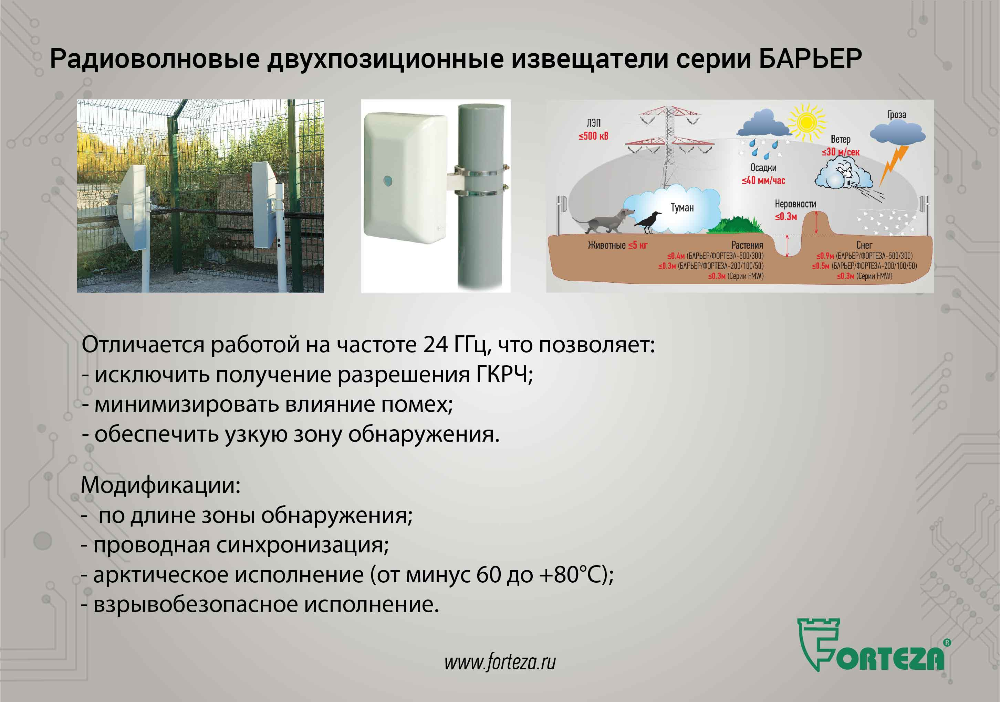 Радиоволновые двухпозиционные извещатели серии БАРЬЕР
ЛЭП
≤500 кВ
Осадки
≤40 мм/час
Ветер
≤30 м/сек
Гроза
Туман
Неровности
≤0.3м
Животные ≤5 кг
Растения
≤0.4м (БАРЬЕР/ФОРТЕЗА-500/300)
≤0.3м (БАРЬЕР/ФОРТЕЗА-200/100/50)
≤0.3м (Серии FMW)
Снег
≤0.9м (БАРЬЕР/ФОРТЕЗА-500/300)
≤0.5м (БАРЬЕР/ФОРТЕЗА-200/100/50)
≤0.3м (Серии FMW)
Отличается работой на частоте 24 ГГц, что позволяет:
- исключить получение разрешения ГКРЧ;
- минимизировать влияние помех;
- обеспечить узкую зону обнаружения.
Модификации:
- по длине зоны обнаружения;
- проводная синхронизация;
- арктическое исполнение (от минус 60 до +80°С);
- взрывобезопасное исполнение.
www.forteza.ru
FORTEZA®